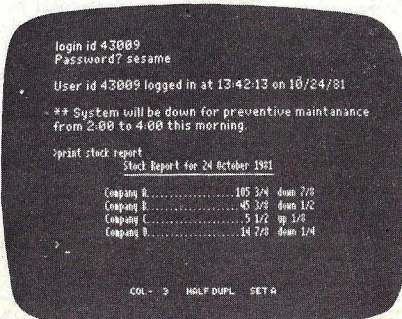 login id 43009
Password? sesame
User id 43009 logged in at 13:42:13 on 10/24/81
** System will be down for preventive maintanance
from 2:00 to 4:00 this morning.
>print stock report
Stock Report for 24 October 1981
Company A....................105 3/4 down 7/8
Company B.....................45 3/8 down 1/2
Company C......................5 1/2 up 1/8
Company D.....................14 7/8 down 1/4
>_
COL- 3 HALF DUPL SET A